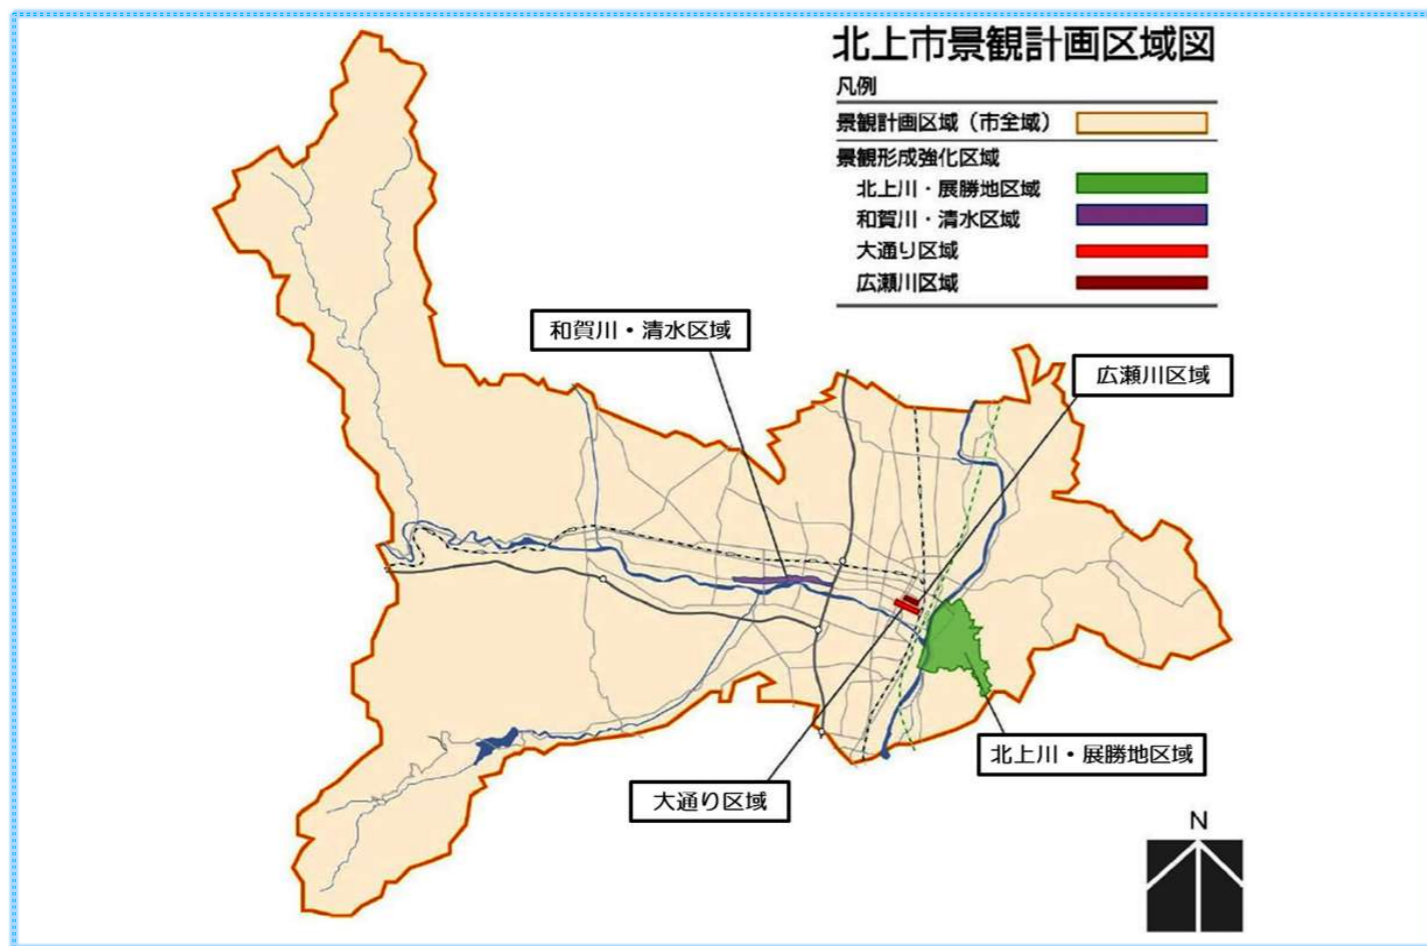 北上市景観計画区域図
凡例
景観計画区域（市全域）
景観形成強化区域
北上川・展勝地区域
和賀川・清水区域
大通り区域
広瀬川区域
和賀川・清水区域
広瀬川区域
北上川・展勝地区域
大通り区域
N